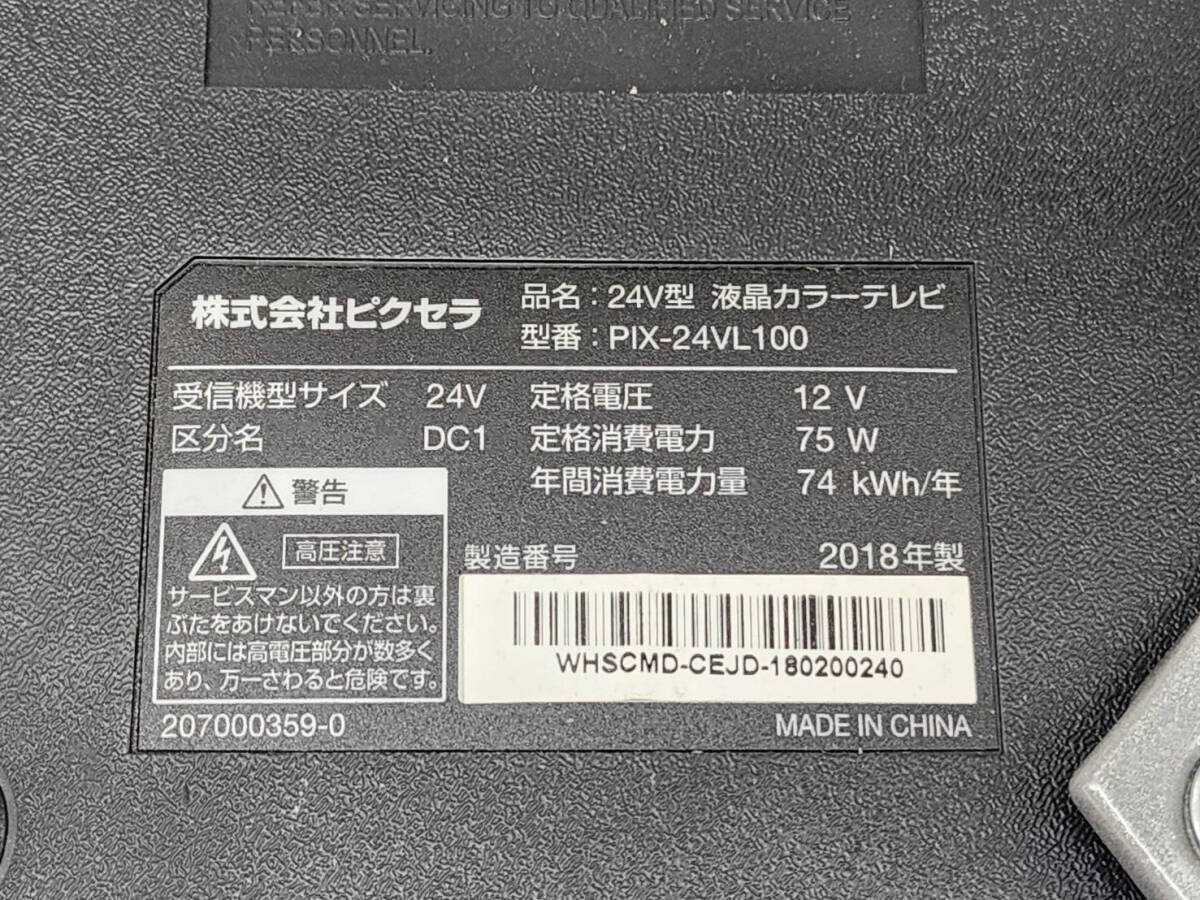 REFER SERVICING TO QUALIFIED SERVICE
PERSONNEL.
株式会社ピクセラ
品名：24V型 液晶カラーテレビ
型番：PIX-24VL100
受信機型サイズ 24V 定格電圧 12 V
区分名 DC1 定格消費電力 75 W
年間消費電力量 74 kWh/年
警告
高圧注意
サービスマン以外の方は裏
ぶたをあけないでください。
内部には高電圧部分が数多く
あり、万一さわると危険です。
製造番号 2018年製
WHSCMD-CEJD-180200240
207000359-0 MADE IN CHINA